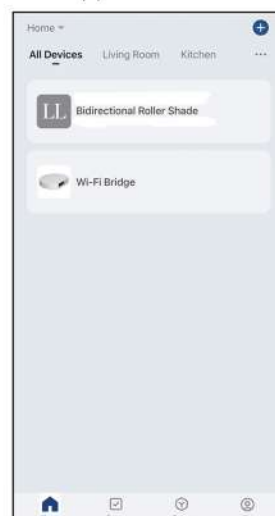 Home
All Devices Living Room Kitchen ...
LL Bidirectional Roller Shade
Wi-Fi Bridge